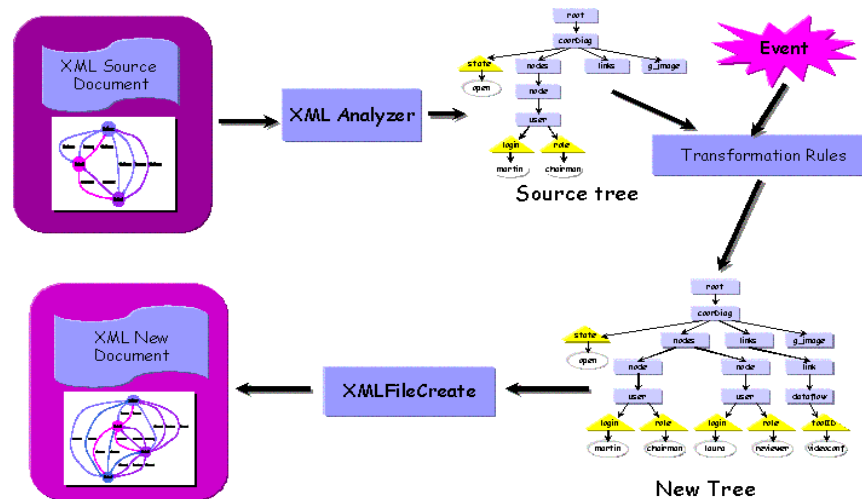 XML Source
Document
XML Analyzer
root
coorDiag
state
nodes
links
g_image
open
node
user
login
role
martin
chairman
Source tree
Event
Transformation Rules
root
coorDiag
state
nodes
links
g_image
open
node
node
link
user
user
dataflow
login
role
login
role
toolID
martin
chairman
laura
reviewer
videoconf
New Tree
XMLFileCreate
XML New
Document